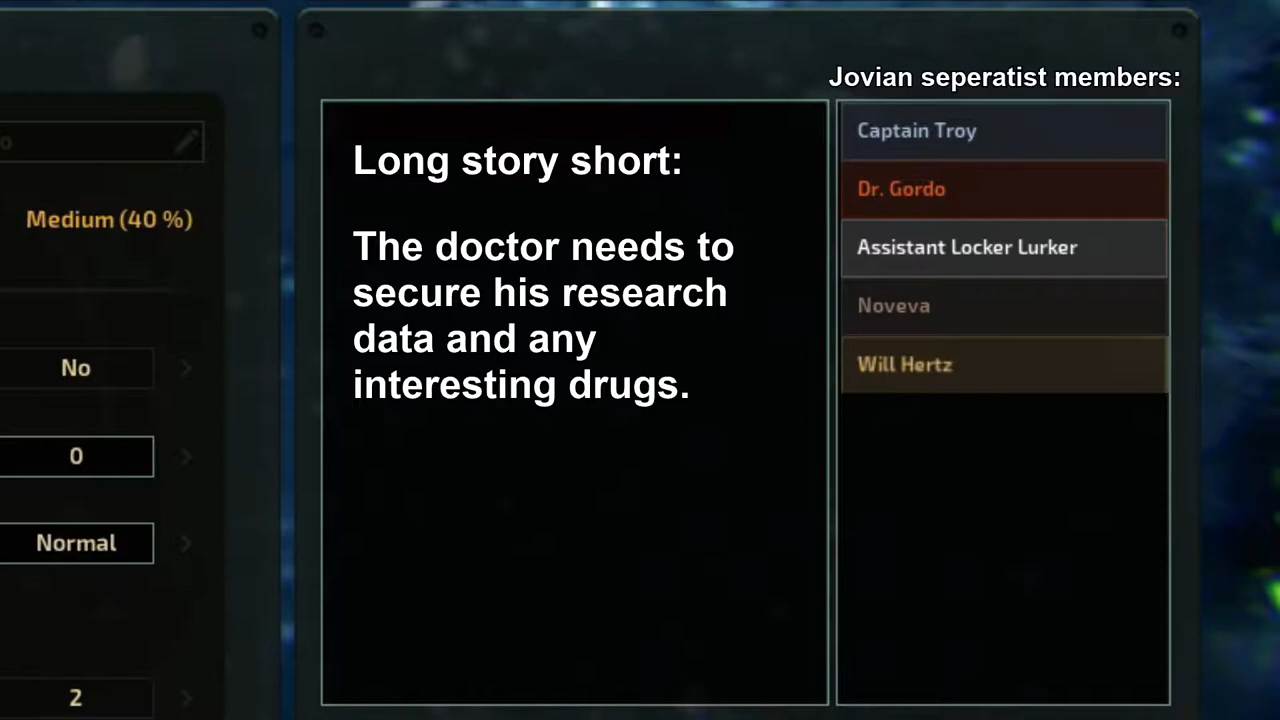 Jovian seperatist members:
Long story short:
The doctor needs to
secure his research
data and any
interesting drugs.
Captain Troy
Dr. Gordo
Assistant Locker Lurker
Noveva
Will Hertz
Medium (40 %)
No
0
Normal
2